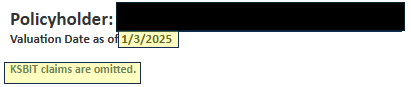 Policyholder:
Valuation Date as of 1/3/2025
KSBIT claims are omitted.